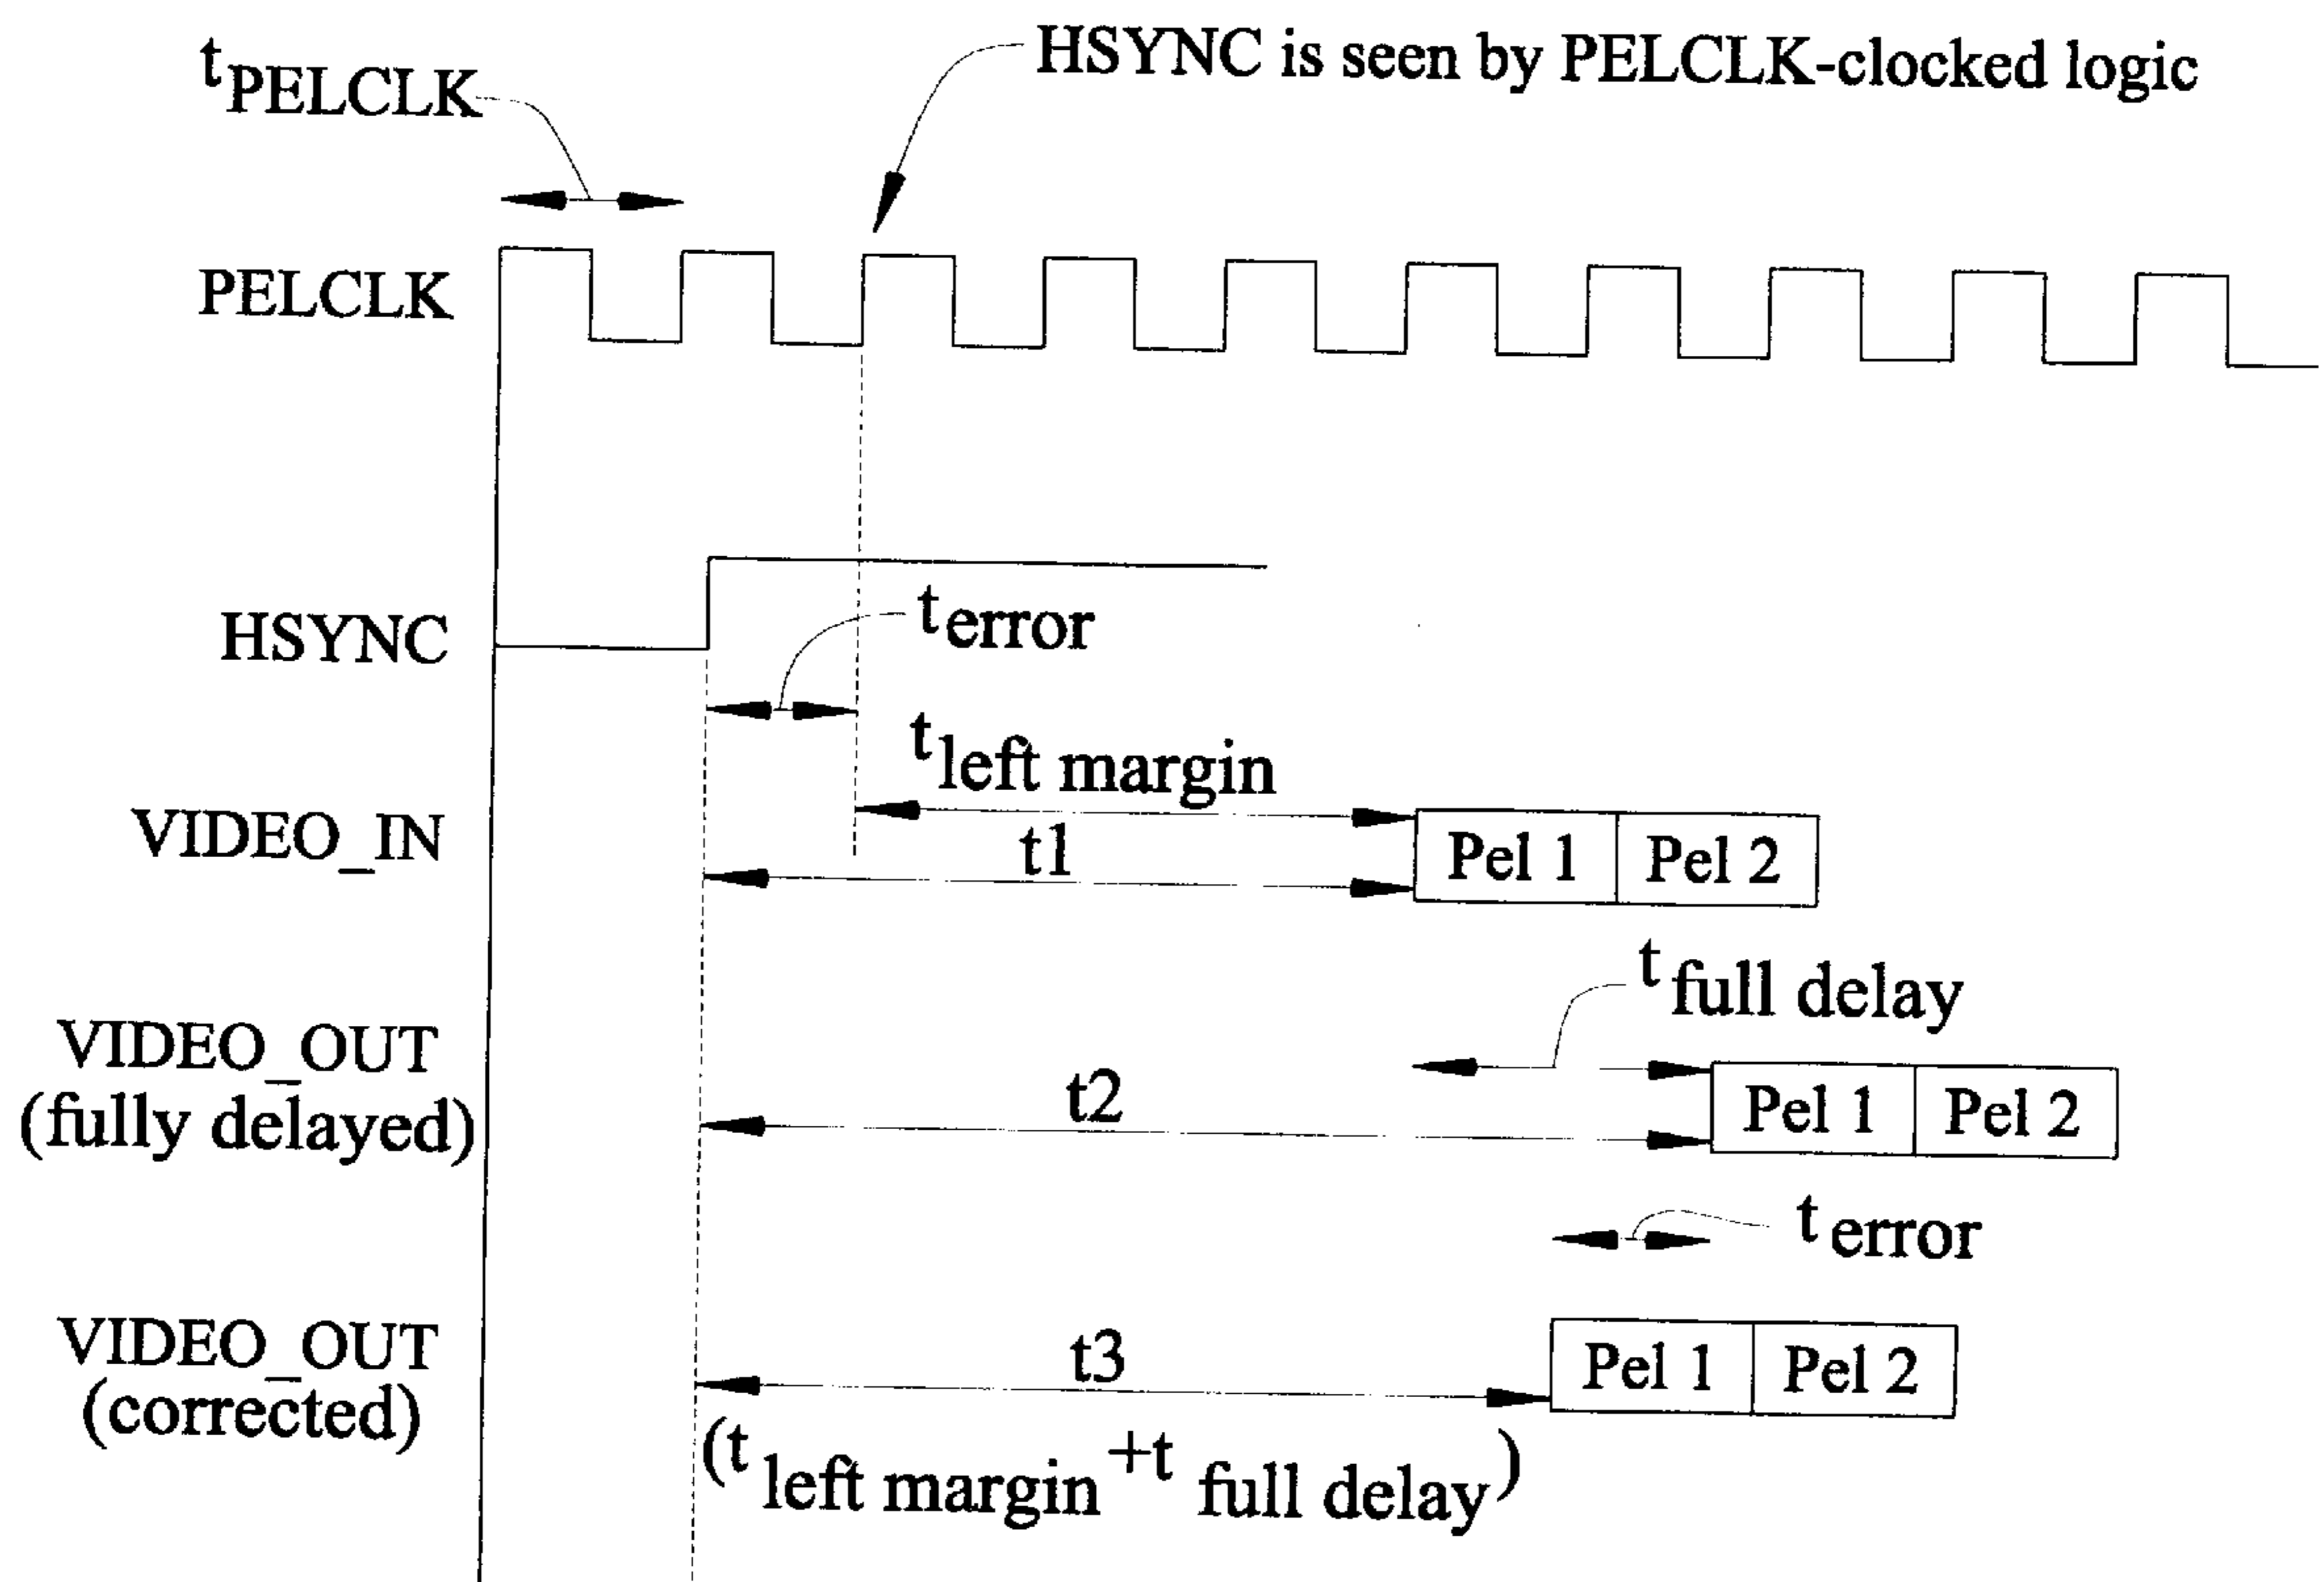 HSYNC is seen by PELCLK-clocked logic
tPELCLK
PELCLK
HSYNC
terror
tleft margin
VIDEO_IN
t1
Pel 1 Pel 2
tfull delay
VIDEO_OUT
(fully delayed)
t2
Pel 1 Pel 2
terror
VIDEO_OUT
(corrected)
t3
Pel 1 Pel 2
(tleft margin+tfull delay)